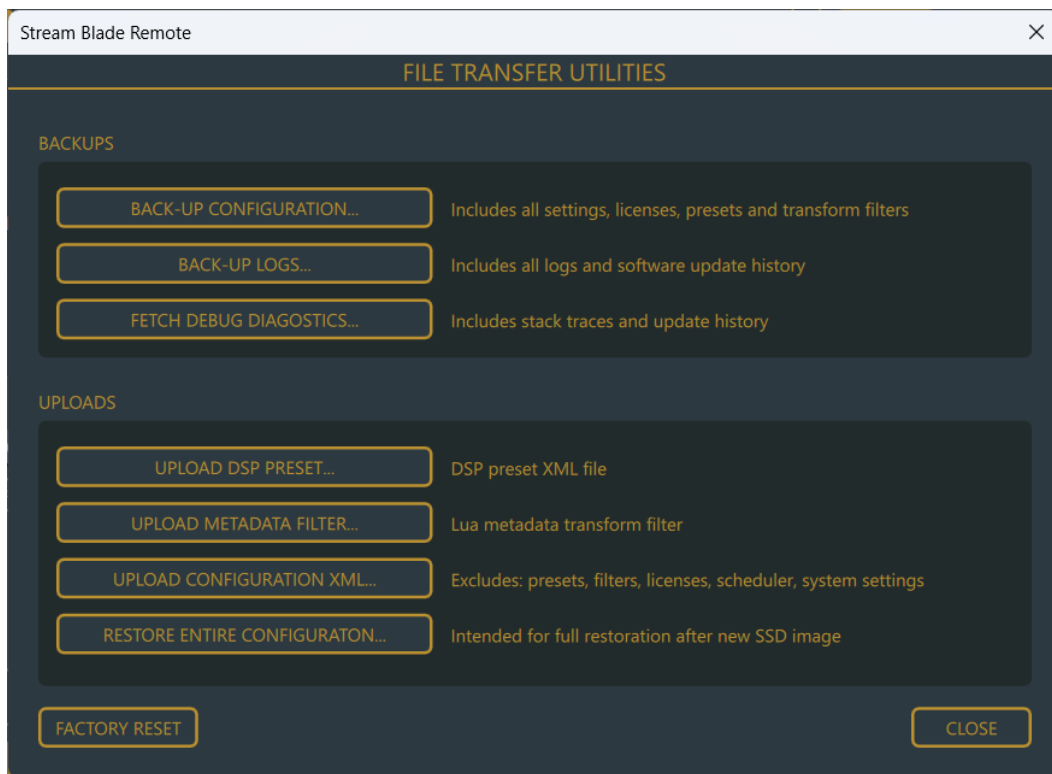 Stream Blade Remote
FILE TRANSFER UTILITIES
BACKUPS
BACK-UP CONFIGURATION... Includes all settings, licenses, presets and transform filters
BACK-UP LOGS... Includes all logs and software update history
FETCH DEBUG DIAGOSTICS... Includes stack traces and update history
UPLOADS
UPLOAD DSP PRESET... DSP preset XML file
UPLOAD METADATA FILTER... Lua metadata transform filter
UPLOAD CONFIGURATION XML... Excludes: presets, filters, licenses, scheduler, system settings
RESTORE ENTIRE CONFIGURATON... Intended for full restoration after new SSD image
FACTORY RESET CLOSE